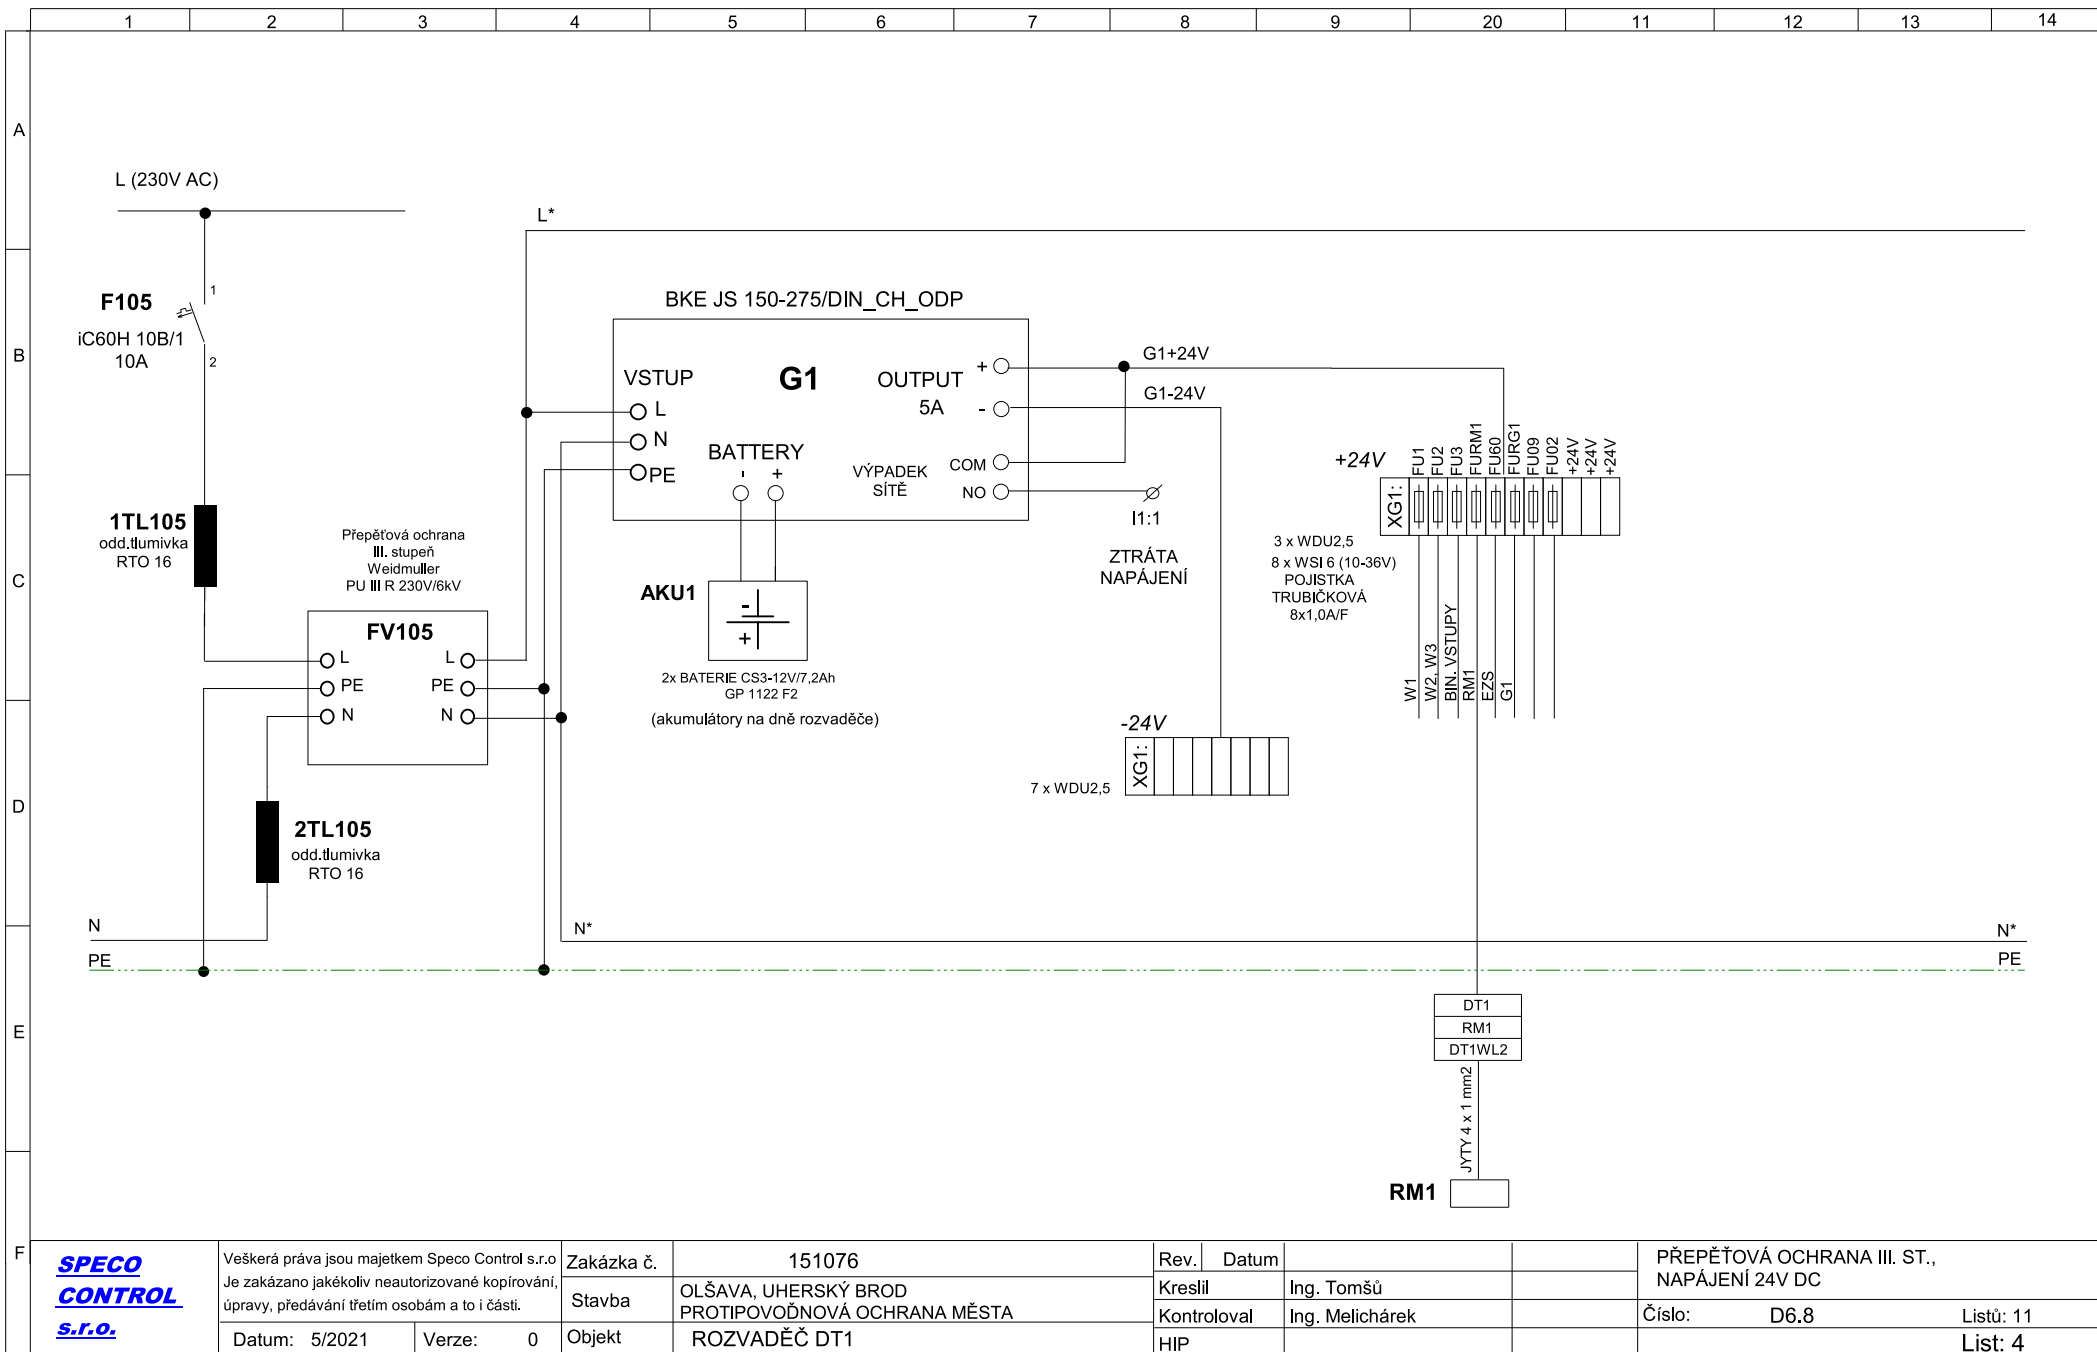 1 2 3 4 5 6 7 8 9 20 11 12 13 14
A
L (230V AC)
L*
B
F105
iC60H 10B/1
10A
1
2
BKE JS 150-275/DIN_CH_ODP
G1
VSTUP
L
N
PE
BATTERY
- +
OUTPUT
5A
+
-
VÝPADEK
SÍTĚ
COM
NO
G1+24V
G1-24V
I1:1
ZTRÁTA
NAPÁJENÍ
+24V
XG1:
FU1
FU2
FU3
FURM1
FU60
FURG1
FU09
FU02
+24V
+24V
+24V
3 x WDU2,5
8 x WSI 6 (10-36V)
POJISTKA
TRUBIČKOVÁ
8x1,0A/F
W1
W2, W3
BIN. VSTUPY
RM1
EZS
G1
C
1TL105
odd.tlumivka
RTO 16
Přepěťová ochrana
III. stupeň
Weidmuller
PU III R 230V/6kV
FV105
L L
PE PE
N N
AKU1
-
+
2x BATERIE CS3-12V/7,2Ah
GP 1122 F2
(akumulátory na dně rozvaděče)
-24V
XG1:
7 x WDU2,5
D
2TL105
odd.tlumivka
RTO 16
N
PE
N*
N*
PE
E
DT1
RM1
DT1WL2
JYTY 4 x 1 mm2
RM1
F
SPECO
CONTROL
s.r.o.
Veškerá práva jsou majetkem Speco Control s.r.o
Je zakázáno jakékoliv neautorizované kopírování,
úpravy, předávání třetím osobám a to i části.
Datum: 5/2021 Verze: 0
Zakázka č. 151076
Stavba OLŠAVA, UHERSKÝ BROD
PROTIPOVODŇOVÁ OCHRANA MĚSTA
Objekt ROZVADĚČ DT1
Rev. Datum
Kreslil Ing. Tomšů
Kontroloval Ing. Melichárek
HIP
PŘEPĚŤOVÁ OCHRANA III. ST.,
NAPÁJENÍ 24V DC
Číslo: D6.8 Listů: 11
List: 4